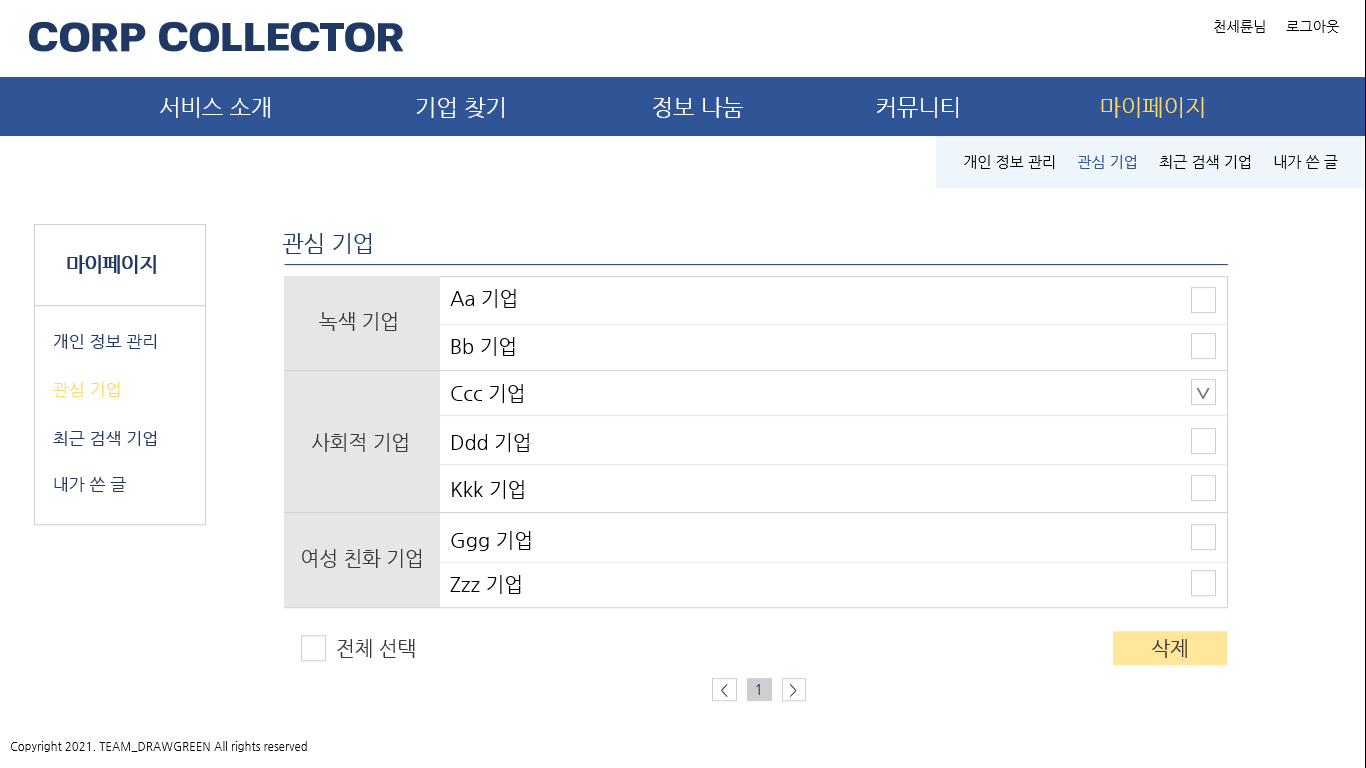 CORP COLLECTOR
천세륜님 로그아웃
서비스 소개 기업 찾기 정보 나눔 커뮤니티 마이페이지
개인 정보 관리 관심 기업 최근 검색 기업 내가 쓴 글
마이페이지
개인 정보 관리
관심 기업
최근 검색 기업
내가 쓴 글
관심 기업
녹색 기업
Aa 기업
Bb 기업
사회적 기업
Ccc 기업 V
Ddd 기업
Kkk 기업
여성 친화 기업
Ggg 기업
Zzz 기업
전체 선택 삭제
< 1 >
Copyright 2021. TEAM_DRAWGREEN All rights reserved